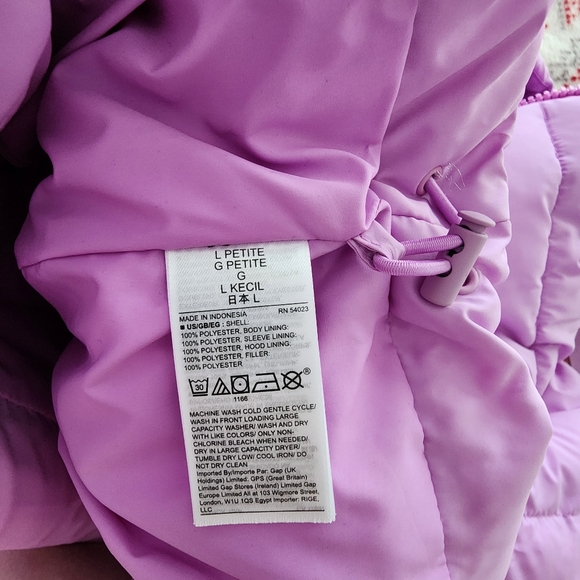 L PETITE
G PETITE
G
L KECIL
日本 L
MADE IN INDONESIA RN 54023
■ US/GB/EG : SHELL:
100% POLYESTER, BODY LINING:
100% POLYESTER, SLEEVE LINING:
100% POLYESTER, HOOD LINING:
100% POLYESTER, FILLER:
100% POLYESTER
30
®
1166
MACHINE WASH COLD GENTLE CYCLE/
WASH IN FRONT LOADING LARGE
CAPACITY WASHER/ WASH AND DRY
WITH LIKE COLORS/ ONLY NON-
CHLORINE BLEACH WHEN NEEDED/
DRY IN LARGE CAPACITY DRYER/
TUMBLE DRY LOW/ COOL IRON/ DO
NOT DRY CLEAN
Imported by/Importe par: Gap (UK
Holdings) Limited; GPS (Great Britain)
Limited Gap Stores (Ireland) Limited Gap
Europe Limited All at 103 Wigmore Street,
London, W1U 1QS Egypt Importer: RIGE,
LLC